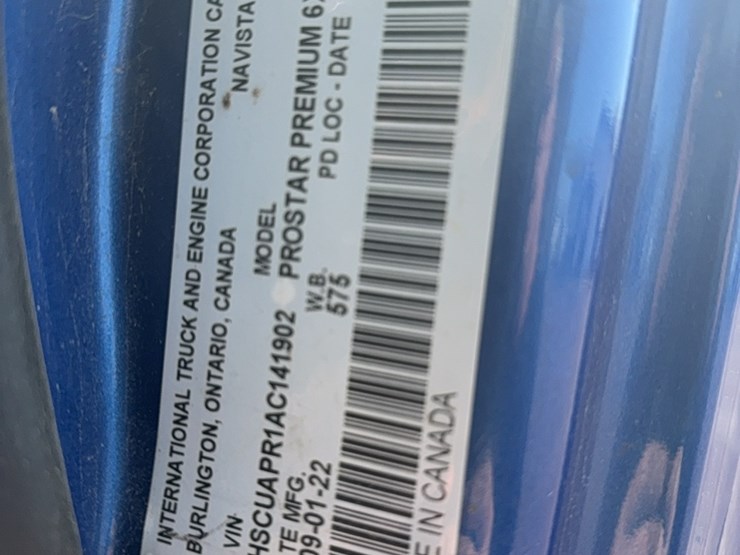 INTERNATIONAL TRUCK AND ENGINE CORPORATION CA
BURLINGTON, ONTARIO, CANADA NAVISTA
VIN MODEL
HSCUAPR1AC141902 PROSTAR PREMIUM 6X
TE MFG. W.B. PD LOC - DATE
09-01-22 575
E IN CANADA